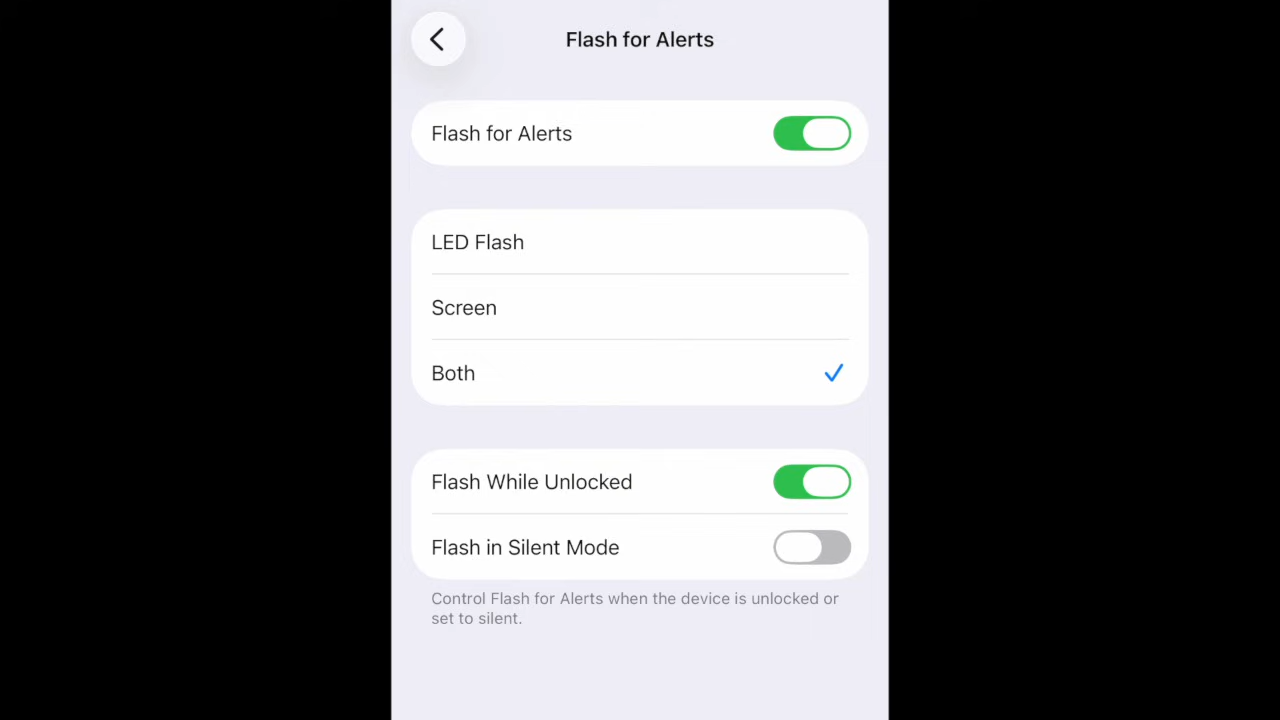 Flash for Alerts
Flash for Alerts
LED Flash
Screen
Both
Flash While Unlocked
Flash in Silent Mode
Control Flash for Alerts when the device is unlocked or
set to silent.